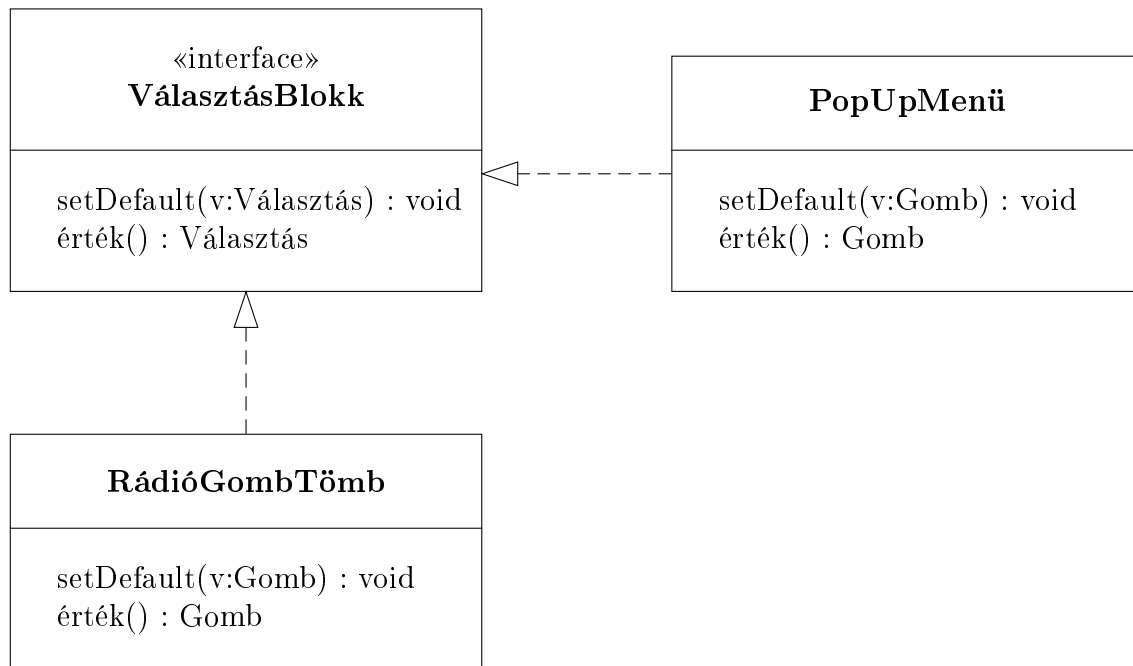 «interface»
VálasztásBlokk
setDefault(v:Választás) : void
érték() : Választás
PopUpMenü
setDefault(v:Gomb) : void
érték() : Gomb
RádióGombTömb
setDefault(v:Gomb) : void
érték() : Gomb